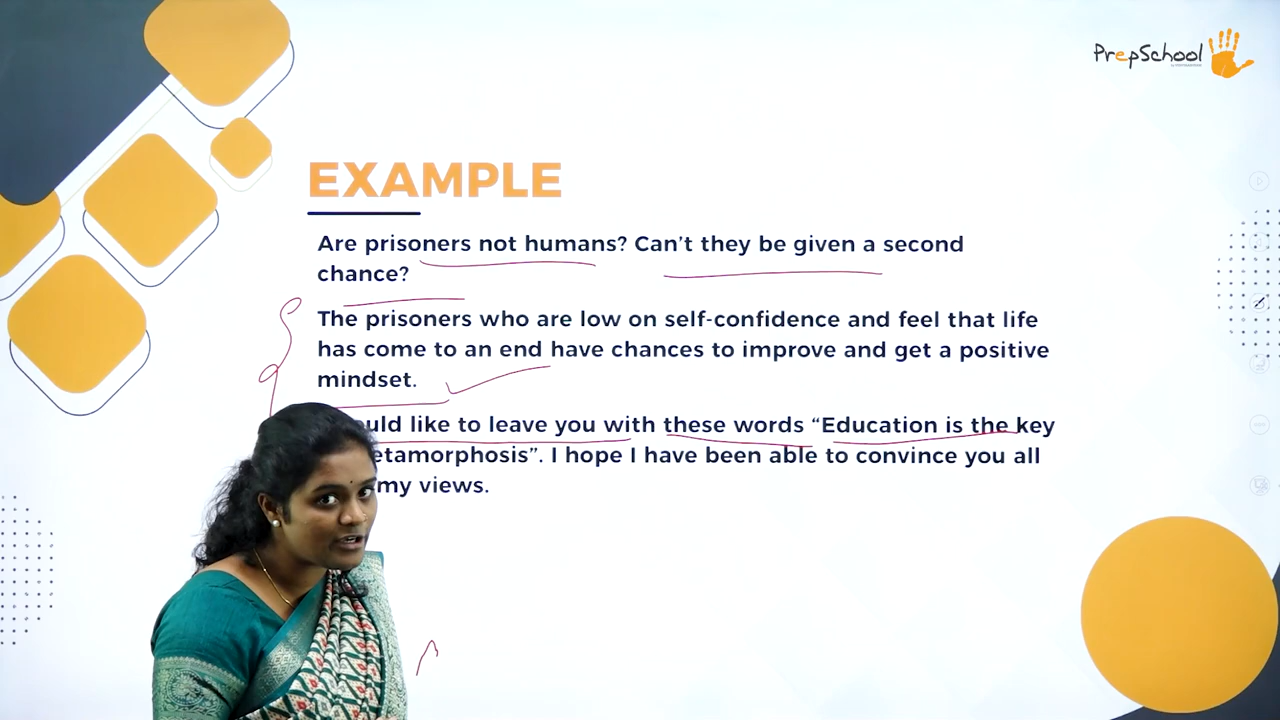 PrepSchool
EXAMPLE
Are prisoners not humans? Can't they be given a second
chance?
The prisoners who are low on self-confidence and feel that life
has come to an end have chances to improve and get a positive
mindset.
like to leave you with these words “Education is the key
I hope I have been able to convince you all
my views.